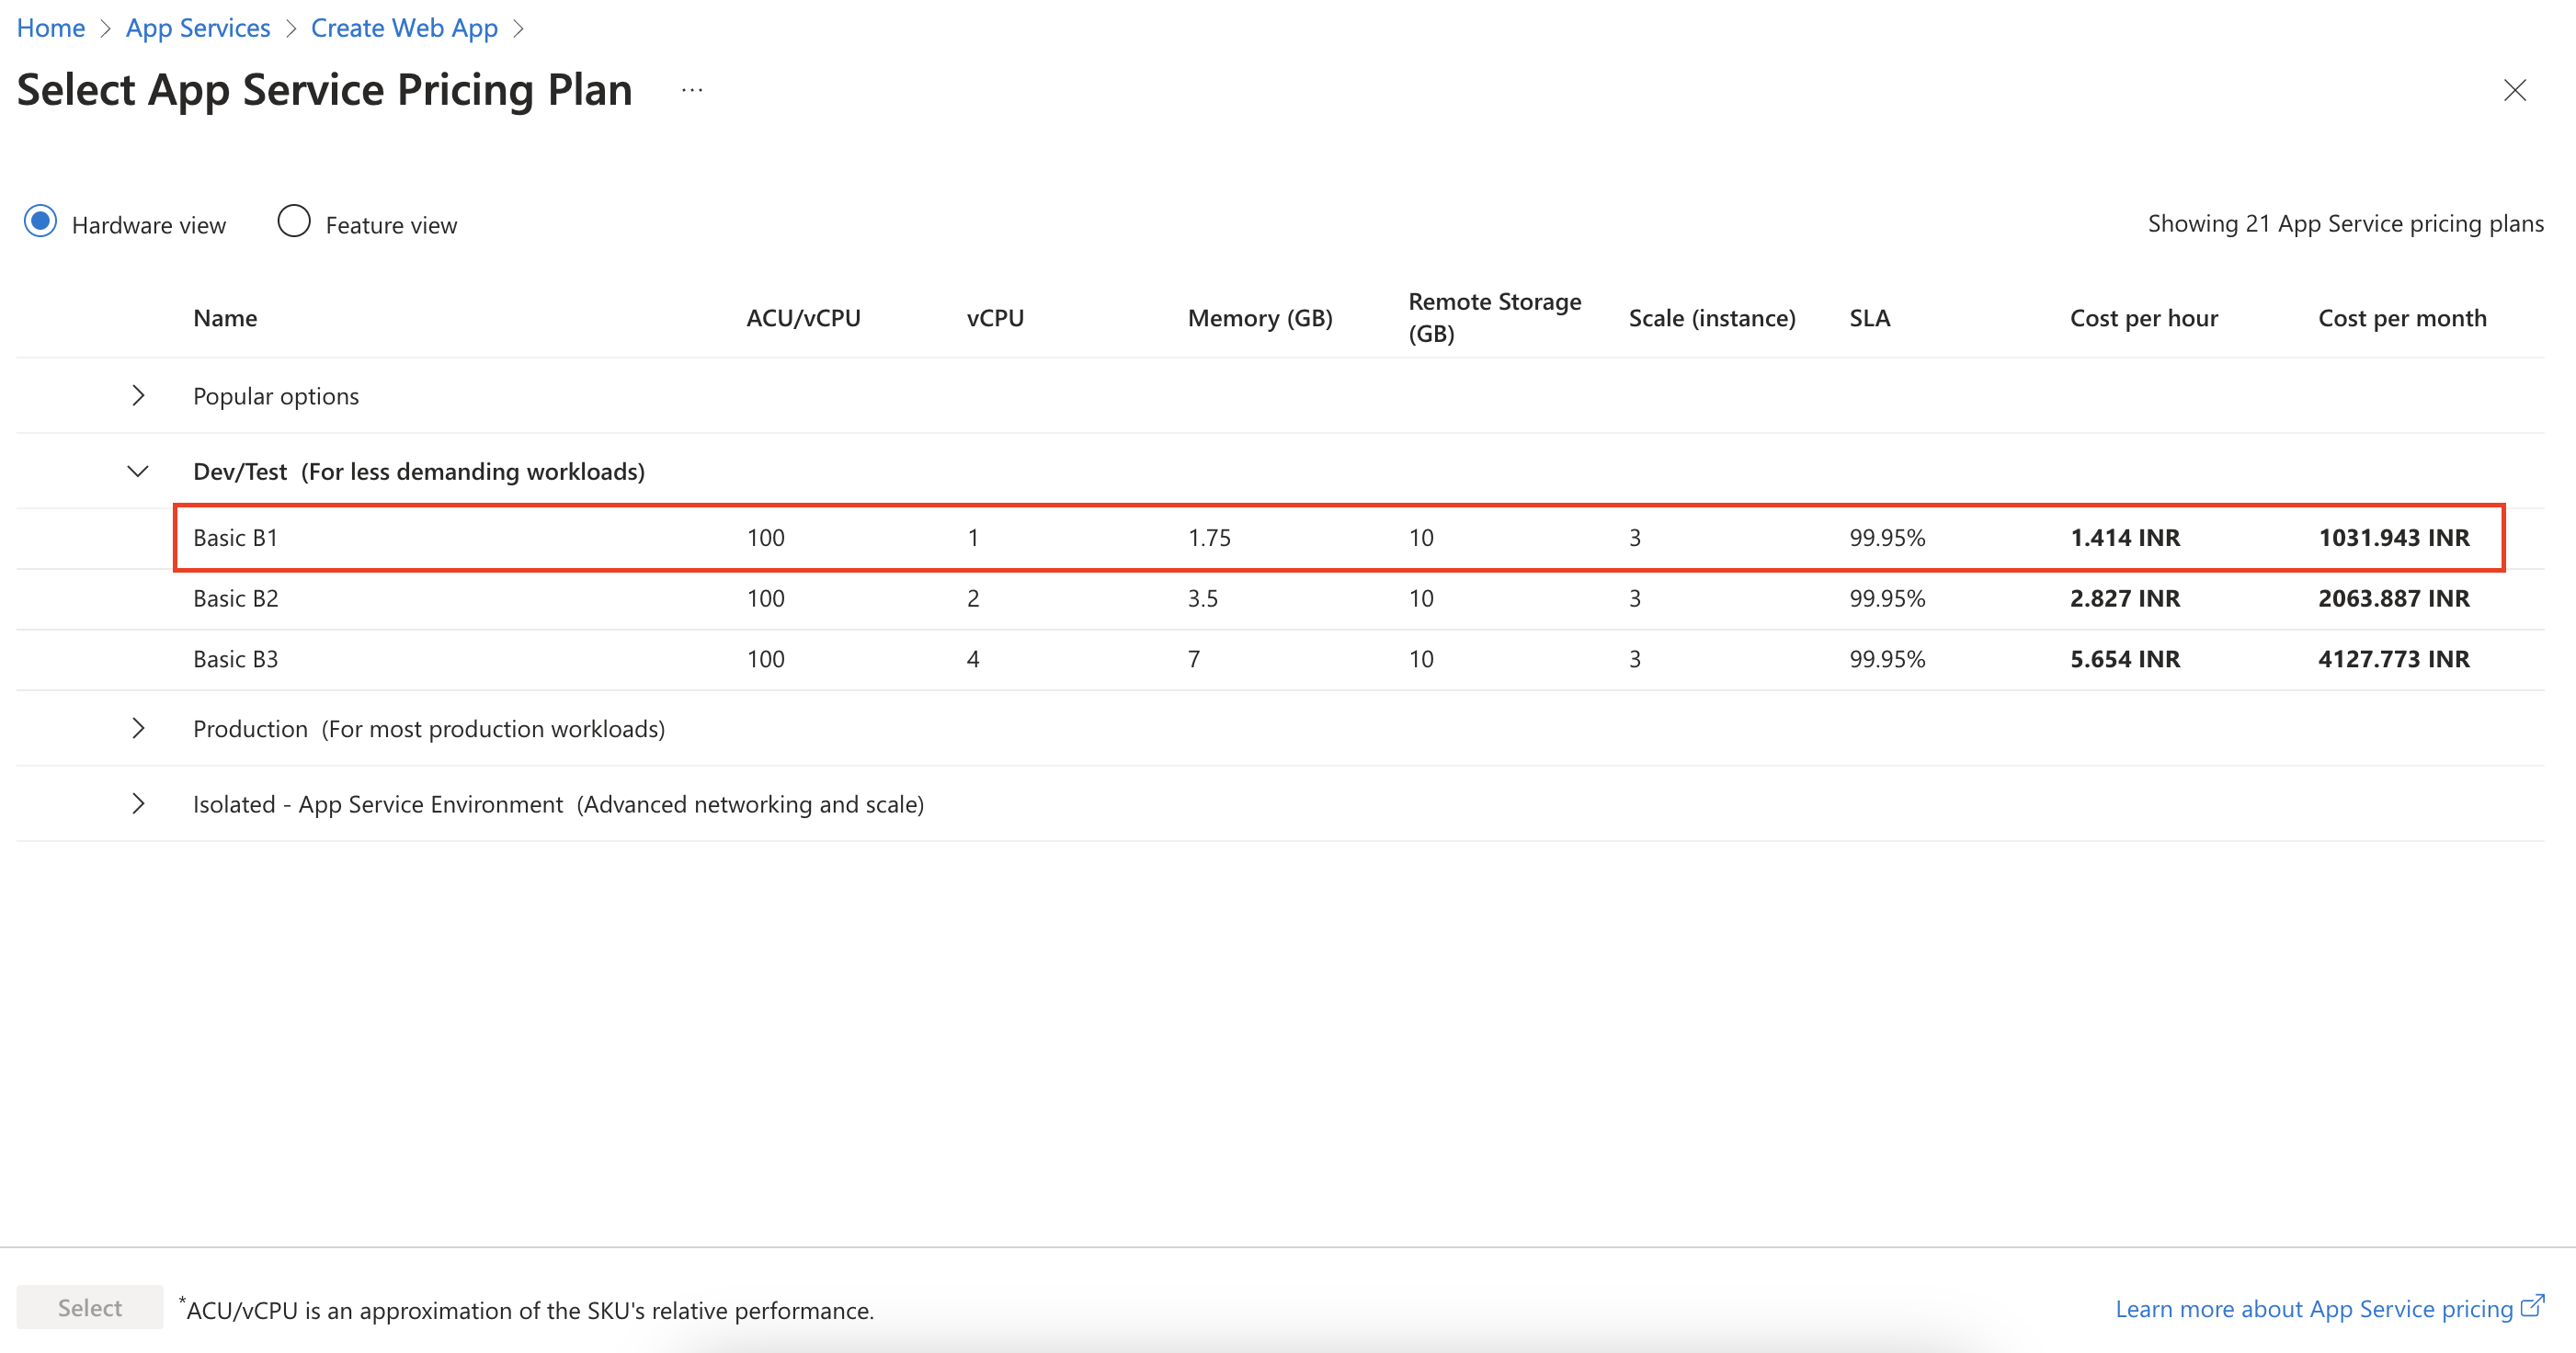 Home > App Services > Create Web App >
Select App Service Pricing Plan ...
Hardware view Feature view Showing 21 App Service pricing plans
Name ACU/vCPU vCPU Memory (GB) Remote Storage (GB) Scale (instance) SLA Cost per hour Cost per month
Popular options
Dev/Test (For less demanding workloads)
Basic B1 100 1 1.75 10 3 99.95% 1.414 INR 1031.943 INR
Basic B2 100 2 3.5 10 3 99.95% 2.827 INR 2063.887 INR
Basic B3 100 4 7 10 3 99.95% 5.654 INR 4127.773 INR
Production (For most production workloads)
Isolated - App Service Environment (Advanced networking and scale)
Select *ACU/vCPU is an approximation of the SKU's relative performance. Learn more about App Service pricing